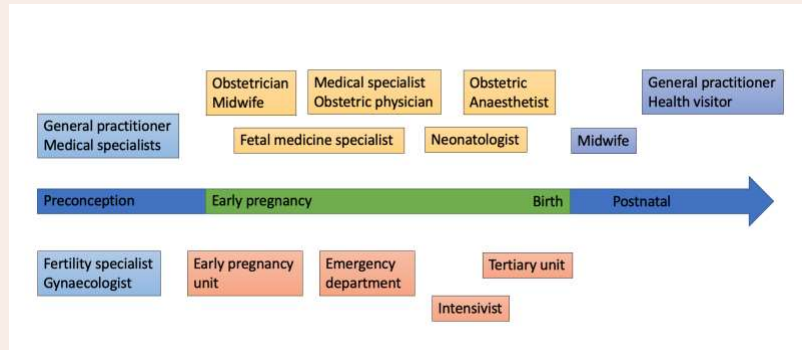 Obstetrician
Midwife
Medical specialist
Obstetric physician
Obstetric
Anaesthetist
General practitioner
Health visitor
General practitioner
Medical specialists
Fetal medicine specialist
Neonatologist
Midwife
Preconception
Early pregnancy
Birth
Postnatal
Fertility specialist
Gynaecologist
Early pregnancy
unit
Emergency
department
Tertiary unit
Intensivist